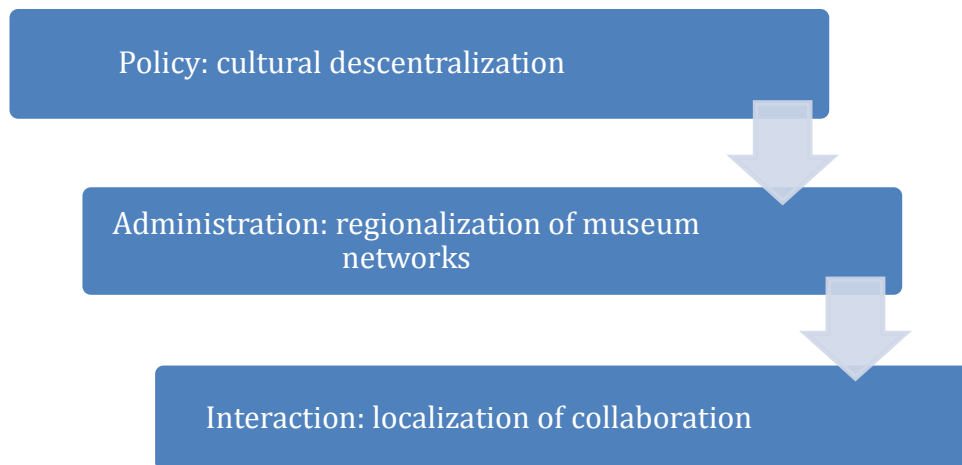 Policy: cultural descentralization
Administration: regionalization of museum
networks
Interaction: localization of collaboration